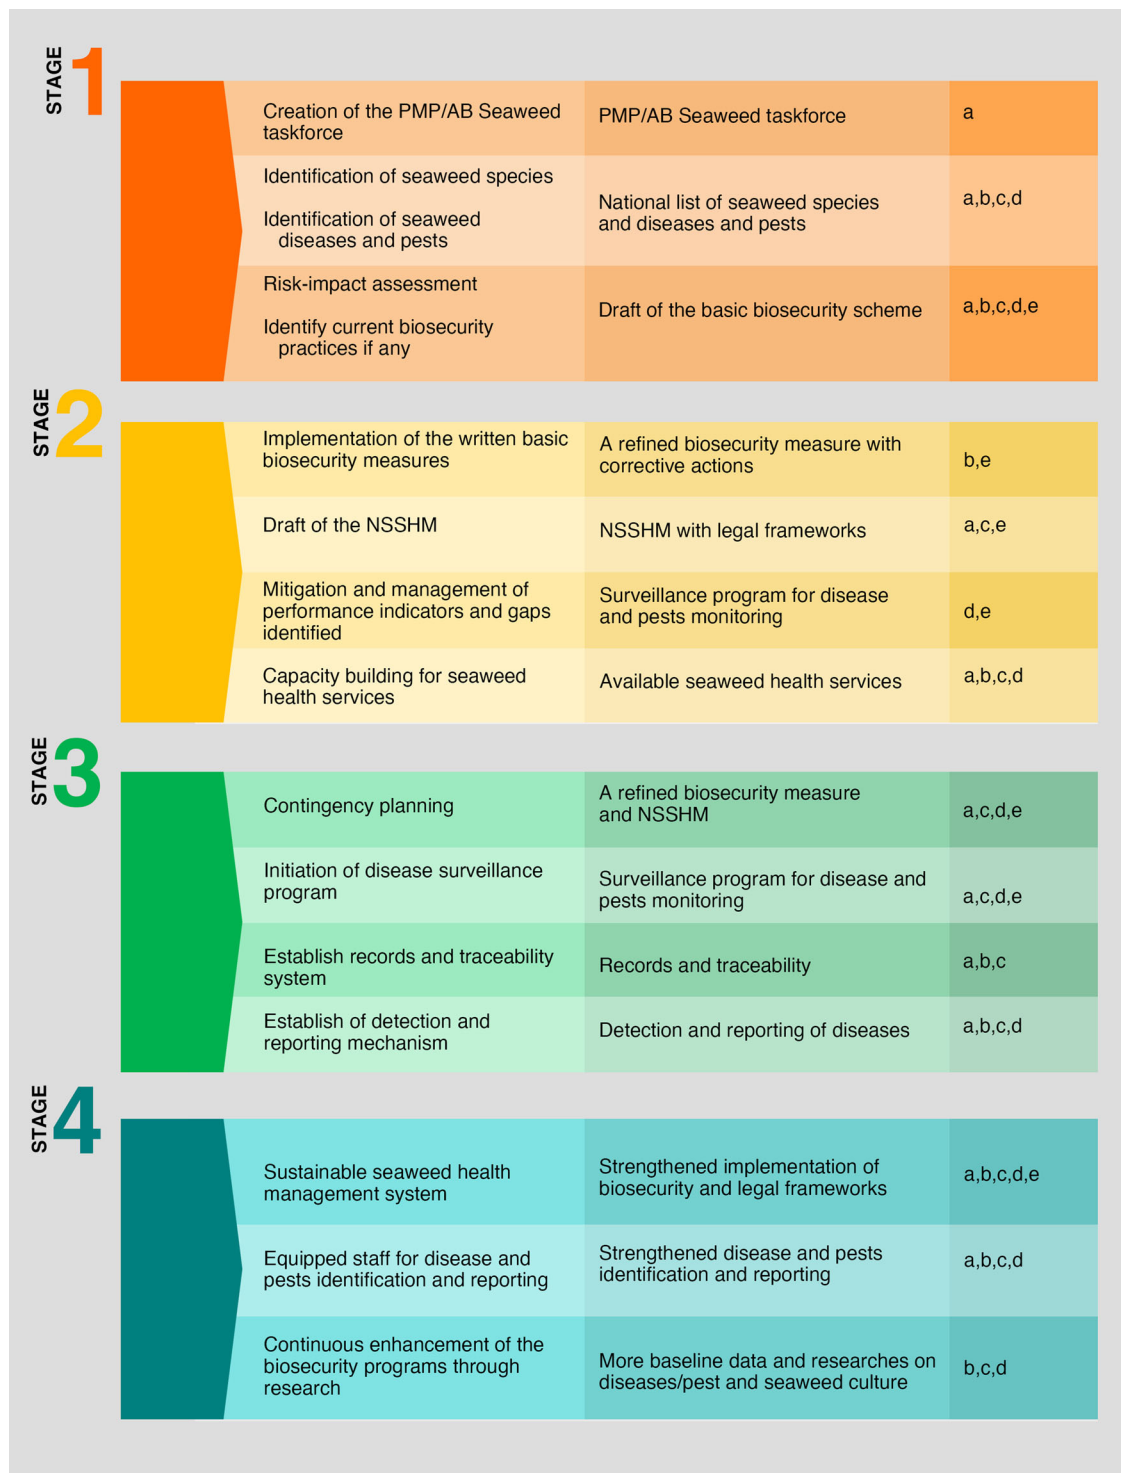 STAGE 1
Creation of the PMP/AB Seaweed
taskforce
PMP/AB Seaweed taskforce
a
Identification of seaweed species
Identification of seaweed
diseases and pests
National list of seaweed species
and diseases and pests
a,b,c,d
Risk-impact assessment
Identify current biosecurity
practices if any
Draft of the basic biosecurity scheme
a,b,c,d,e
STAGE 2
Implementation of the written basic
biosecurity measures
A refined biosecurity measure with
corrective actions
b,e
Draft of the NSSHM
NSSHM with legal frameworks
a,c,e
Mitigation and management of
performance indicators and gaps
identified
Surveillance program for disease
and pests monitoring
d,e
Capacity building for seaweed
health services
Available seaweed health services
a,b,c,d
STAGE 3
Contingency planning
A refined biosecurity measure
and NSSHM
a,c,d,e
Initiation of disease surveillance
program
Surveillance program for disease and
pests monitoring
a,c,d,e
Establish records and traceability
system
Records and traceability
a,b,c
Establish of detection and
reporting mechanism
Detection and reporting of diseases
a,b,c,d
STAGE 4
Sustainable seaweed health
management system
Strengthened implementation of
biosecurity and legal frameworks
a,b,c,d,e
Equipped staff for disease and
pests identification and reporting
Strengthened disease and pests
identification and reporting
a,b,c,d
Continuous enhancement of the
biosecurity programs through
research
More baseline data and researches on
diseases/pest and seaweed culture
b,c,d